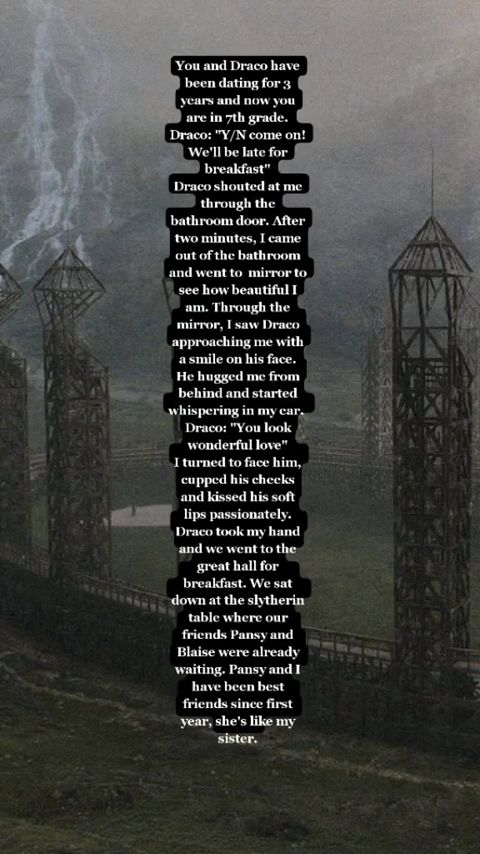 You and Draco have
been dating for 3
years and now you
are in 7th grade.
Draco: "Y/N come on!
We'll be late for
breakfast"
Draco shouted at me
through the
bathroom door. After
two minutes, I came
out of the bathroom
and went to  mirror to
see how beautiful I
am. Through the
mirror, I saw Draco
approaching me with
a smile on his face.
He hugged me from
behind and started
whispering in my ear.
Draco: "You look
wonderful love"
I turned to face him,
cupped his cheeks
and kissed his soft
lips passionately.
Draco took my hand
and we went to the
great hall for
breakfast. We sat
down at the slytherin
table where our
friends Pansy and
Blaise were already
waiting. Pansy and I
have been best
friends since first
year, she's like my
sister.